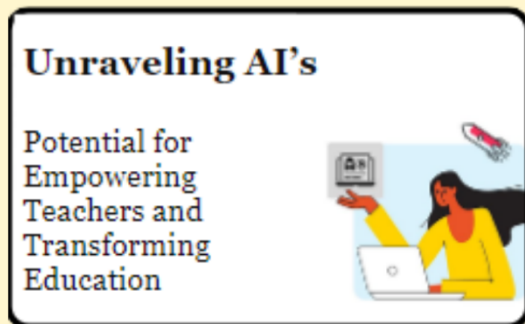 Unraveling AI’s
Potential for
Empowering
Teachers and
Transforming
Education